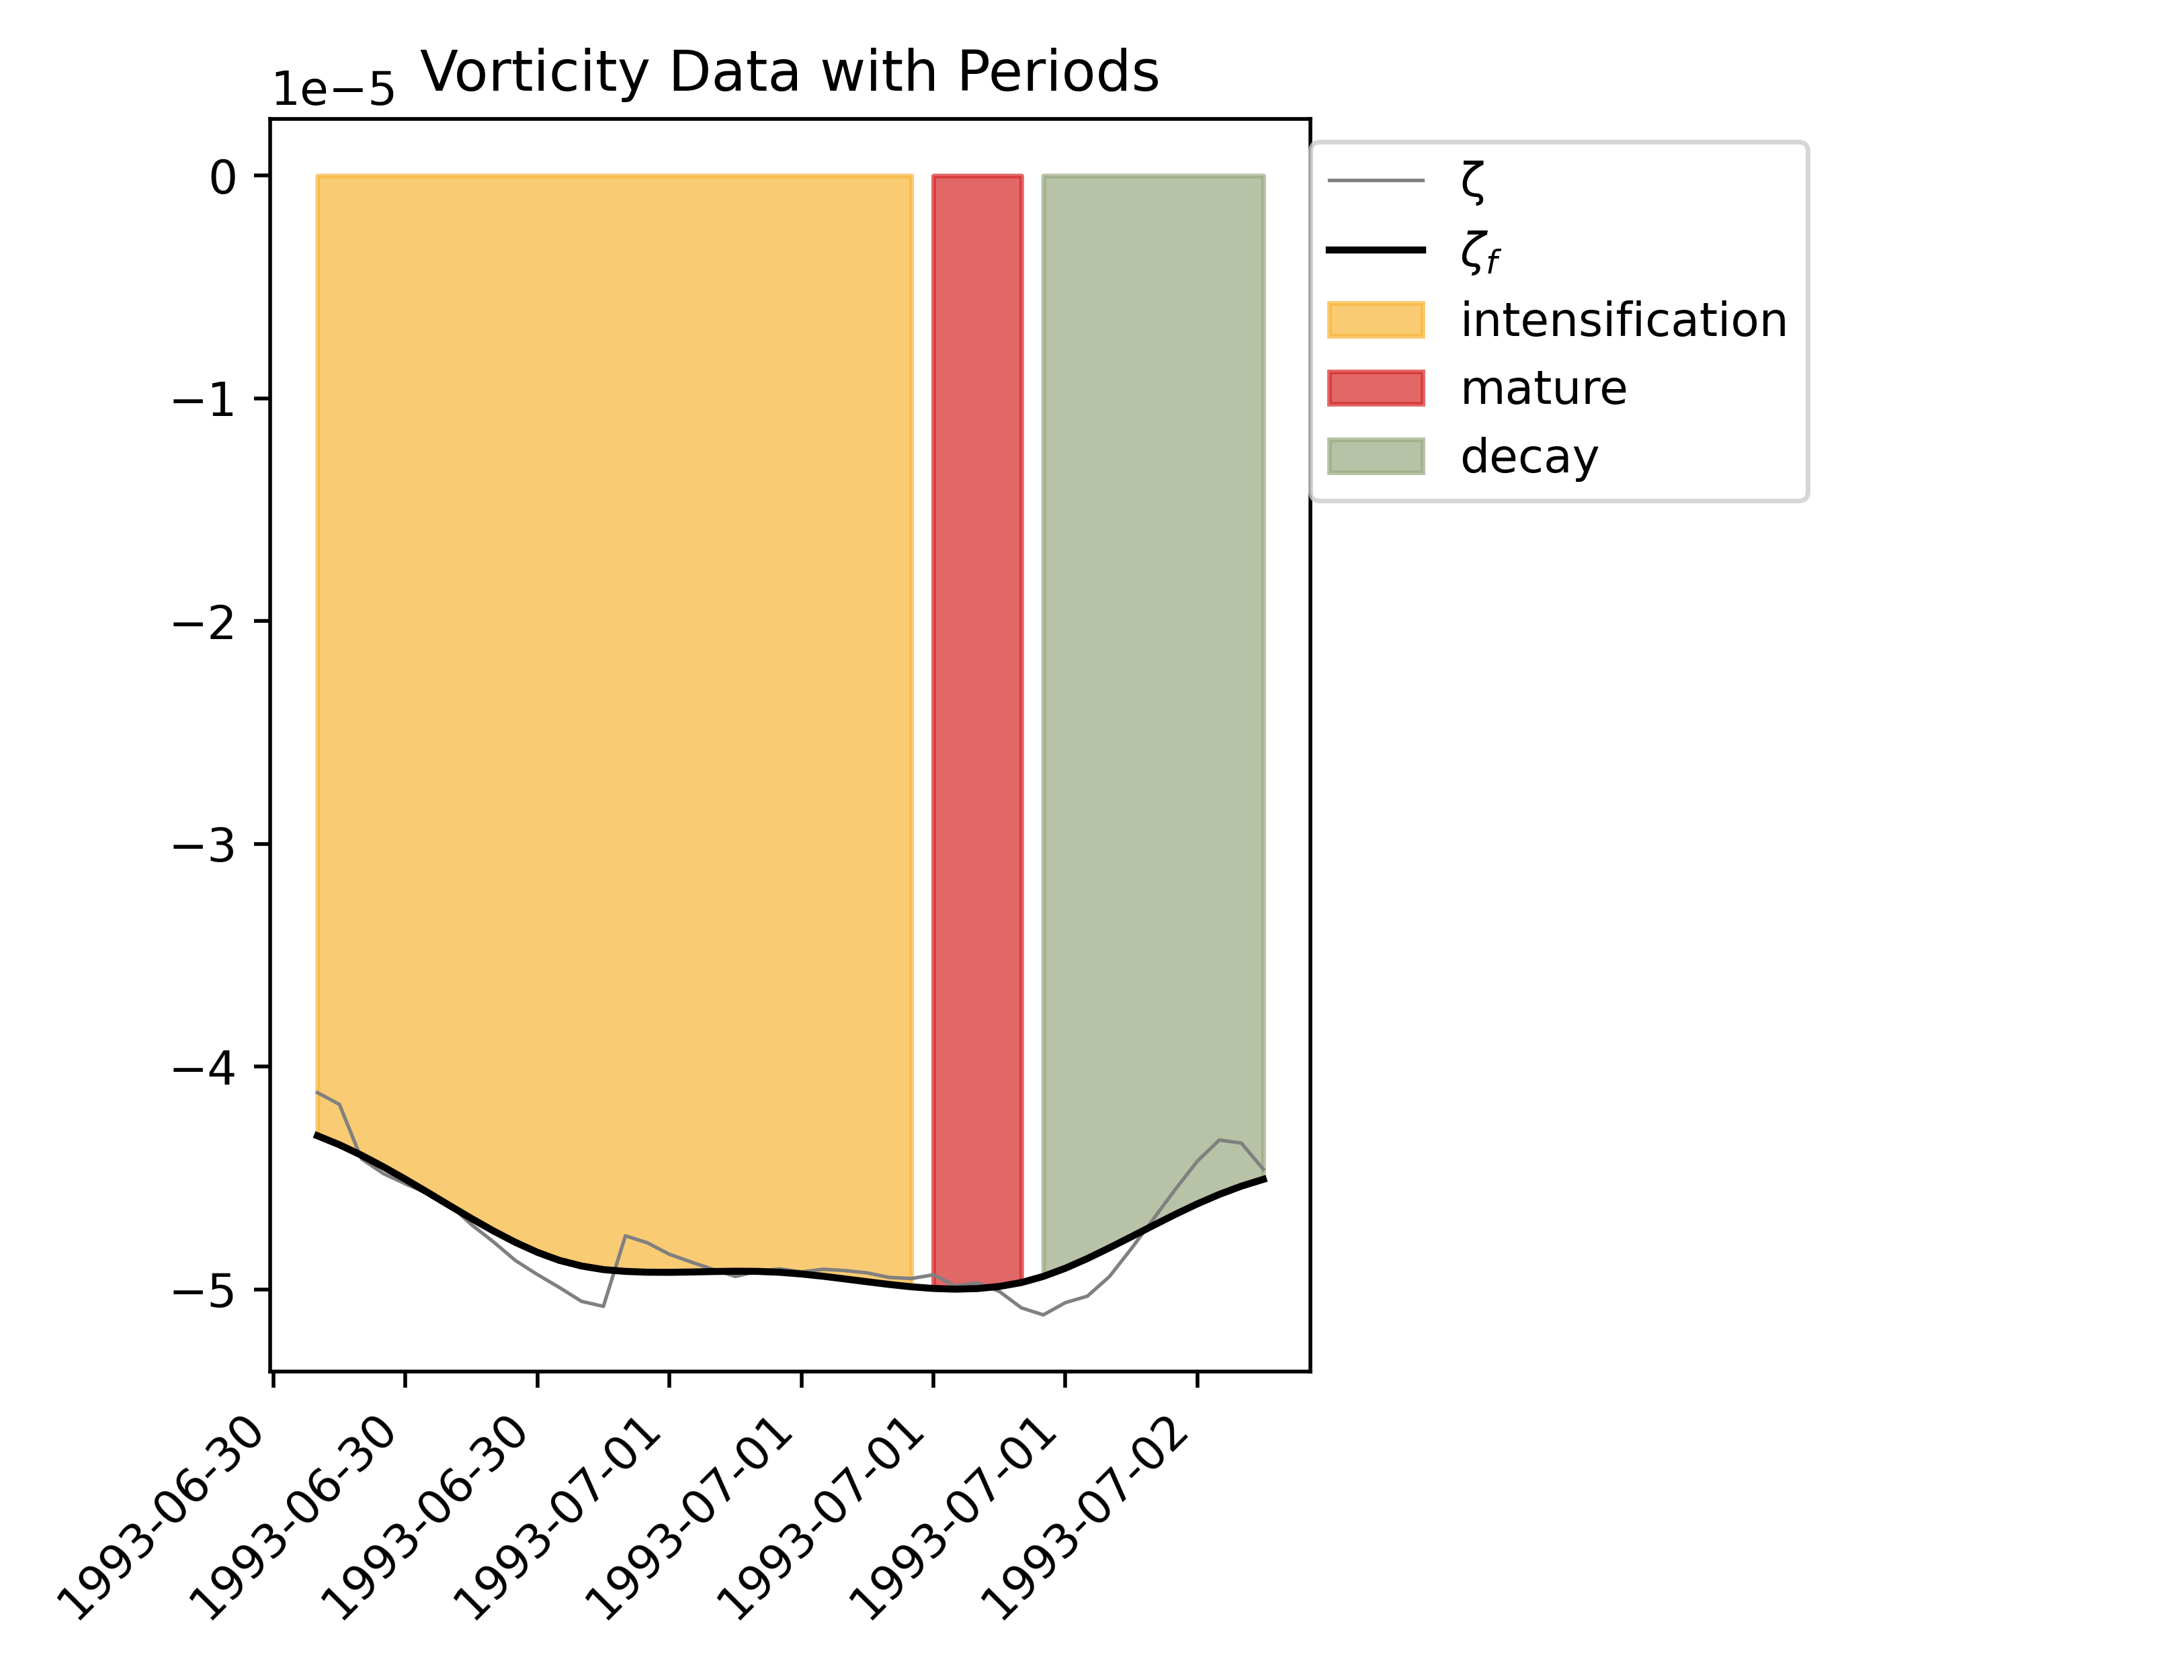 Vorticity Data with Periods
1e−5
0
−1
−2
−3
−4
−5
1993-06-30
1993-06-30
1993-06-30
1993-07-01
1993-07-01
1993-07-01
1993-07-01
1993-07-02
ζ
ζf
intensification
mature
decay